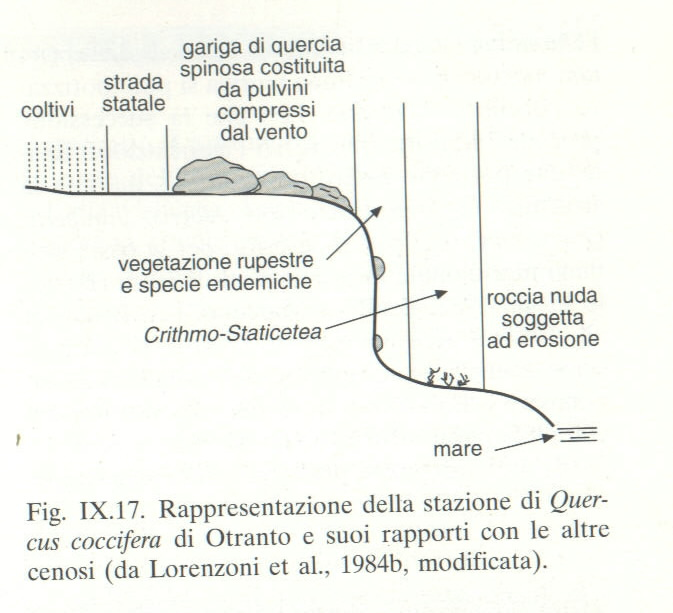 gariga di quercia
spinosa costituita
da pulvini
compressi
dal vento
strada
statale
coltivi
vegetazione rupestre
e specie endemiche
Crithmo-Staticetea
roccia nuda
soggetta
ad erosione
mare
Fig. IX.17. Rappresentazione della stazione di Quer-
cus coccifera di Otranto e suoi rapporti con le altre
cenosi (da Lorenzoni et al., 1984b, modificata).